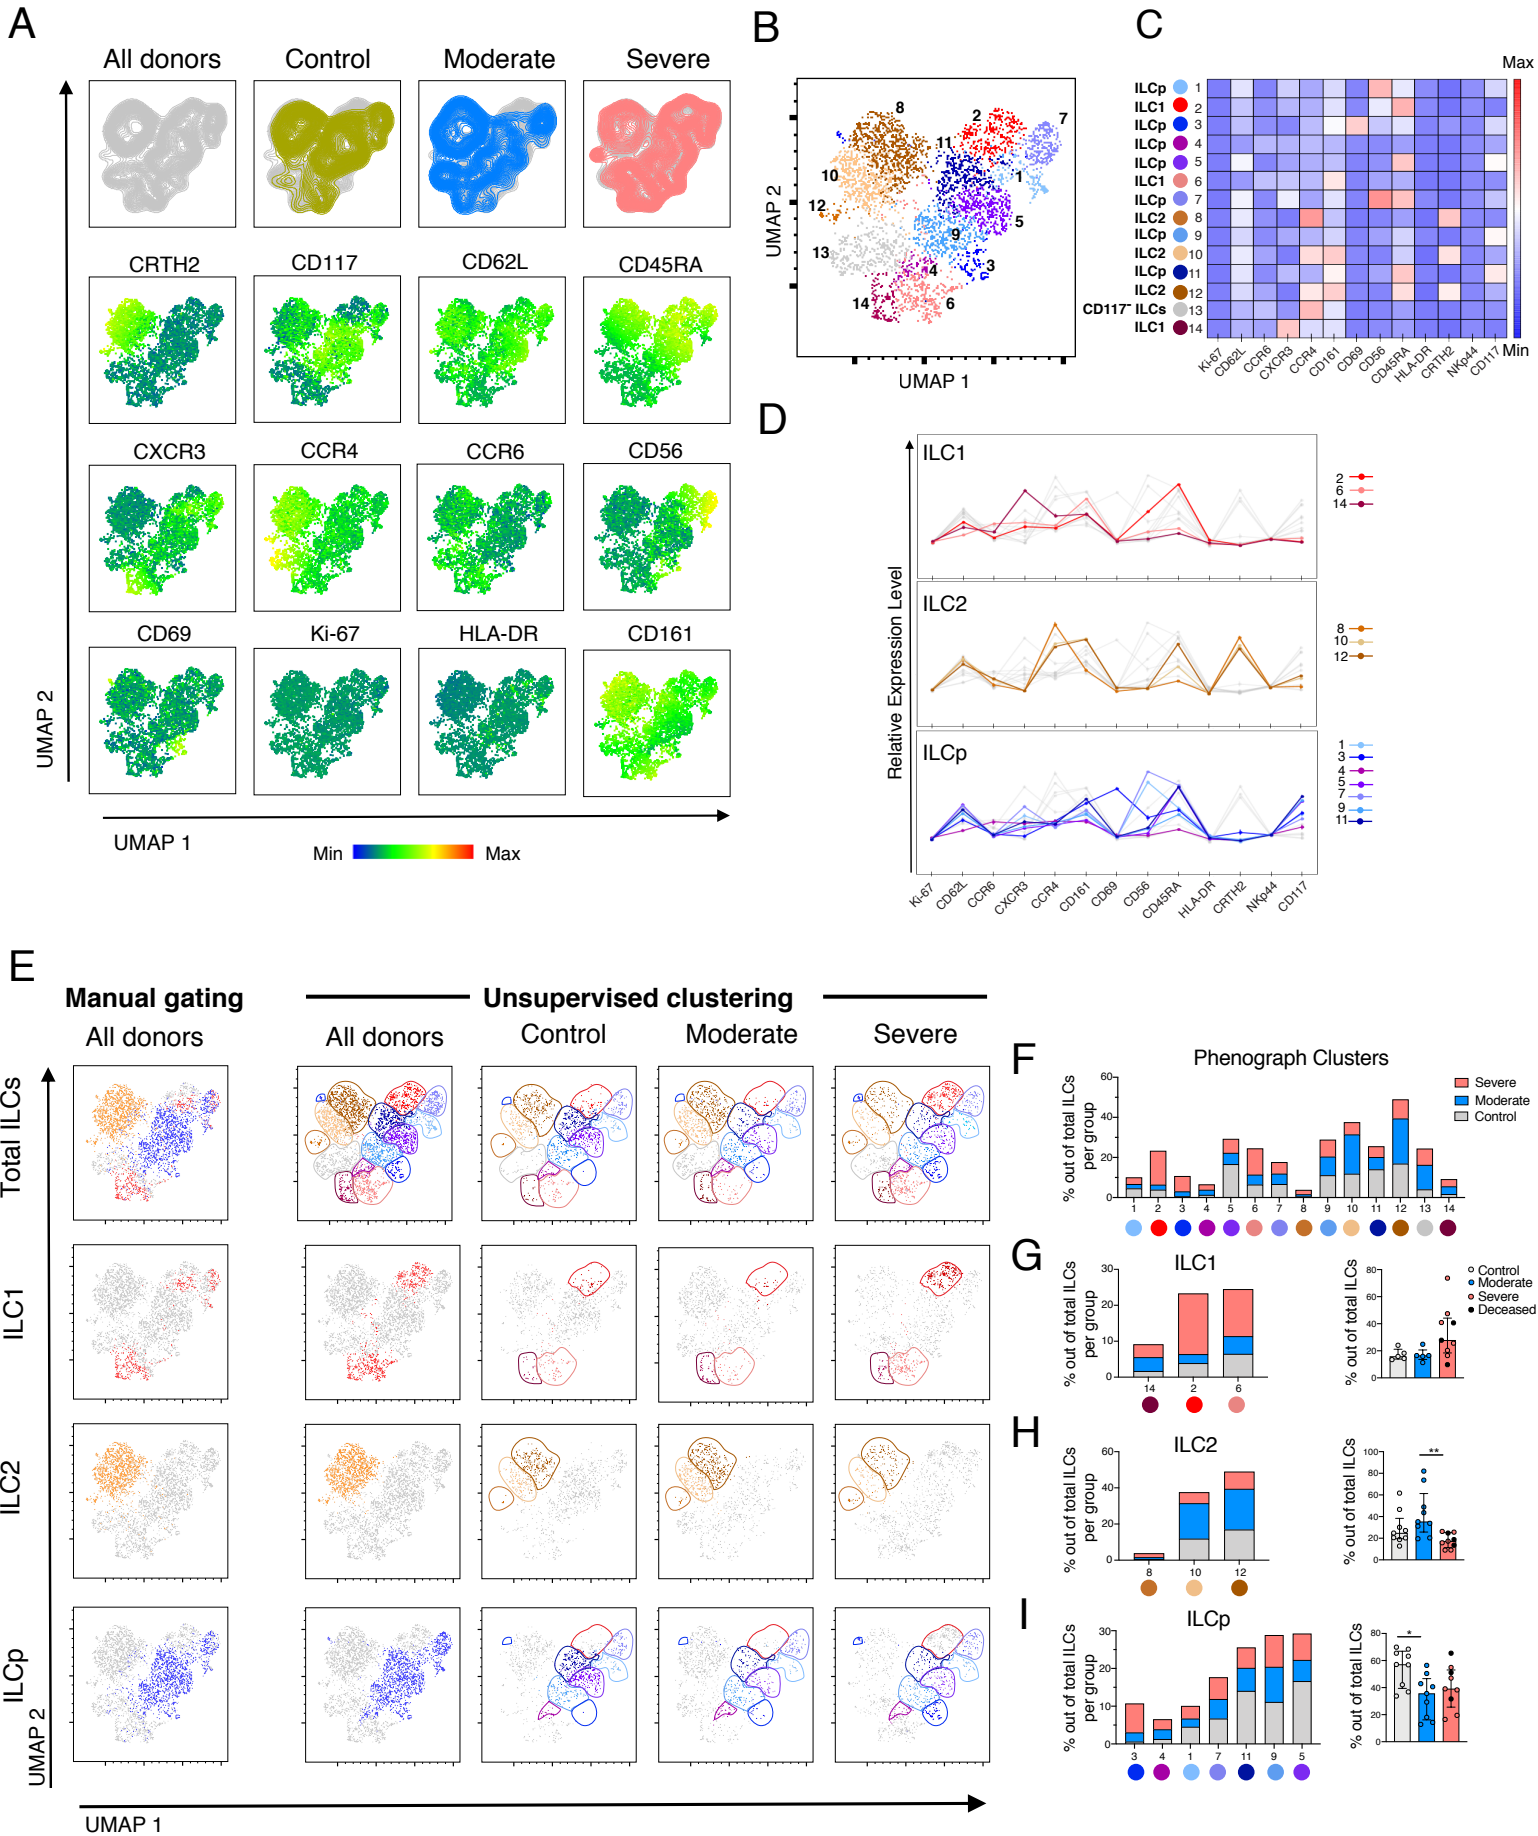 A
All donors
Control
Moderate
Severe
CRTH2
CD117
CD62L
CD45RA
CXCR3
CCR4
CCR6
CD56
CD69
Ki-67
HLA-DR
CD161
UMAP 2
UMAP 1
Min
Max
B
8
2
7
11
10
1
12
5
9
13
3
4
14
6
UMAP 2
UMAP 1
C
Max
ILCp 1
ILC1 2
ILCp 3
ILCp 4
ILCp 5
ILC1 6
ILCp 7
ILC2 8
ILCp 9
ILC2 10
ILCp 11
ILC2 12
CD117⁻ ILCs 13
ILC1 14
Min
Ki-67 CD62L CCR6 CXCR3 CCR4 CD161 CD69 CD56 CD45RA HLA-DR CRTH2 NKp44 CD117
D
Relative Expression Level
ILC1
2
6
14
ILC2
8
10
12
ILCp
1
3
4
5
7
9
11
Ki-67 CD62L CCR6 CXCR3 CCR4 CD161 CD69 CD56 CD45RA HLA-DR CRTH2 NKp44 CD117
E
Manual gating
Unsupervised clustering
All donors
All donors
Control
Moderate
Severe
Total ILCs
ILC1
ILC2
ILCp
UMAP 2
UMAP 1
F
Phenograph Clusters
% out of total ILCs
per group
60
40
20
0
1 2 3 4 5 6 7 8 9 10 11 12 13 14
Severe
Moderate
Control
G
ILC1
% out of total ILCs
per group
30
20
10
0
14 2 6
% out of total ILCs
80
60
40
20
0
Control
Moderate
Severe
Deceased
H
ILC2
% out of total ILCs
per group
60
40
20
0
8 10 12
% out of total ILCs
100
80
60
40
20
0
**
I
ILCp
% out of total ILCs
per group
30
20
10
0
3 4 1 7 11 9 5
% out of total ILCs
80
60
40
20
0
*